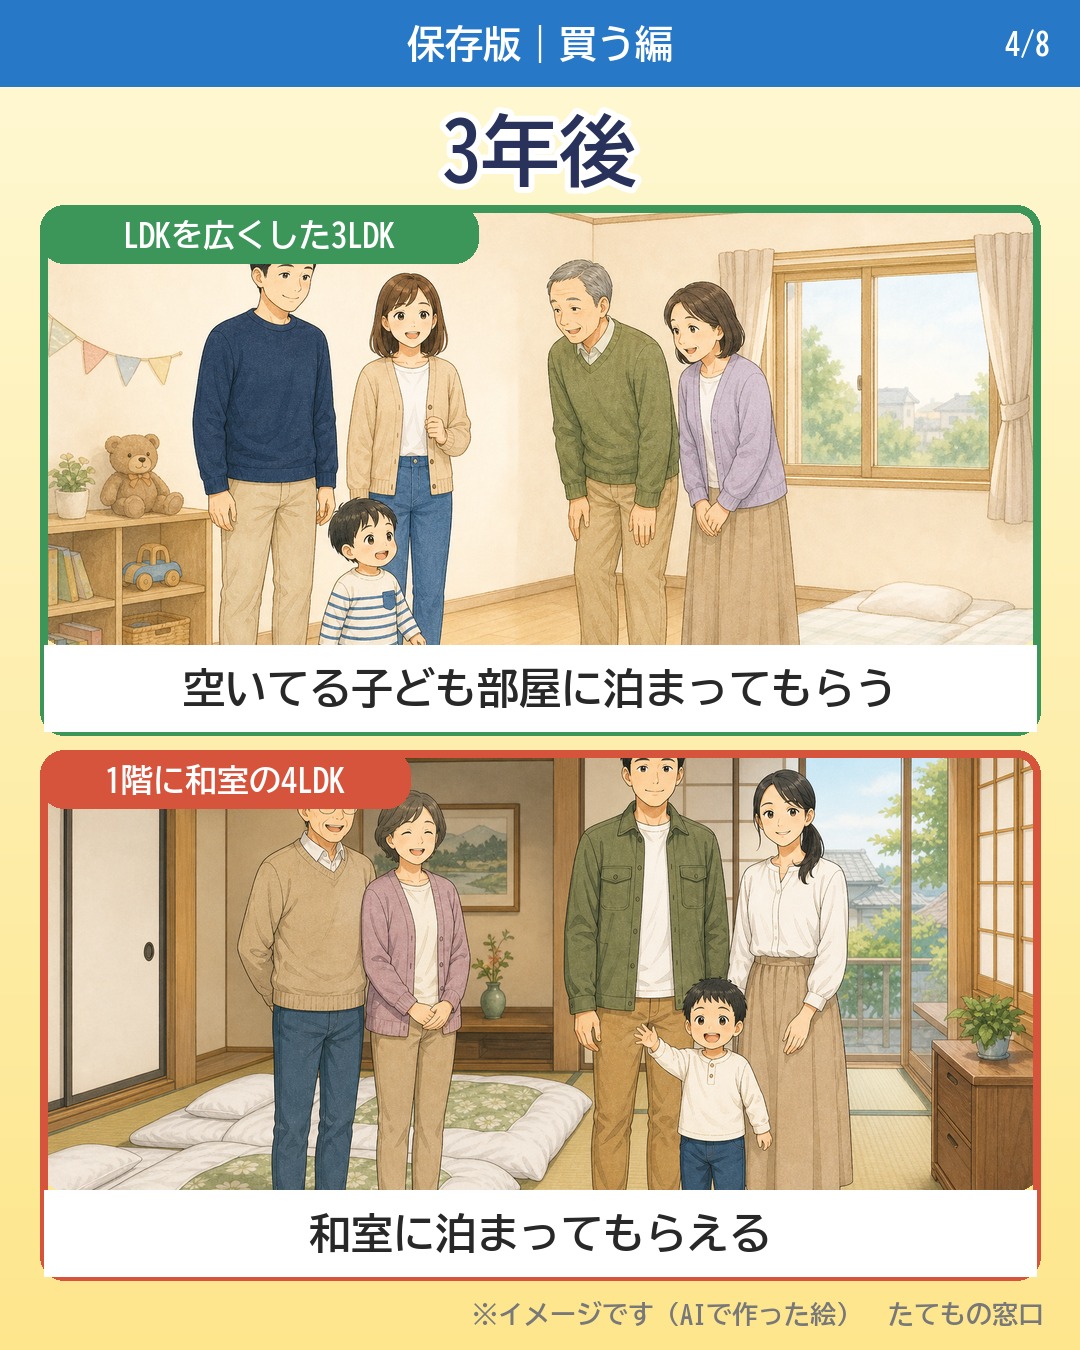 保存版｜買う編
4/8
3年後
LDKを広くした3LDK
空いてる子ども部屋に泊まってもらう
1階に和室の4LDK
和室に泊まってもらえる
※イメージです（AIで作った絵）　たてもの窓口